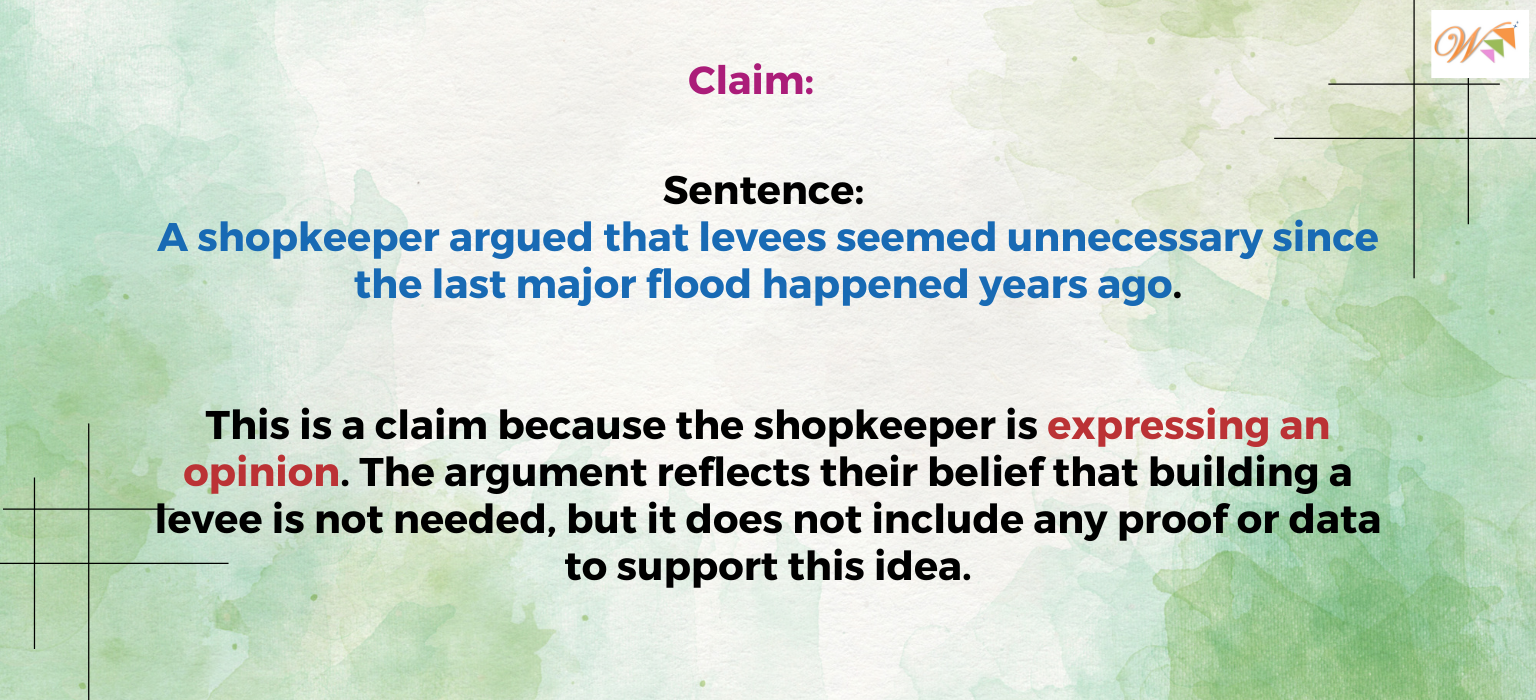 W
Claim:
Sentence:
A shopkeeper argued that levees seemed unnecessary since
the last major flood happened years ago.
This is a claim because the shopkeeper is expressing an
opinion. The argument reflects their belief that building a
levee is not needed, but it does not include any proof or data
to support this idea.